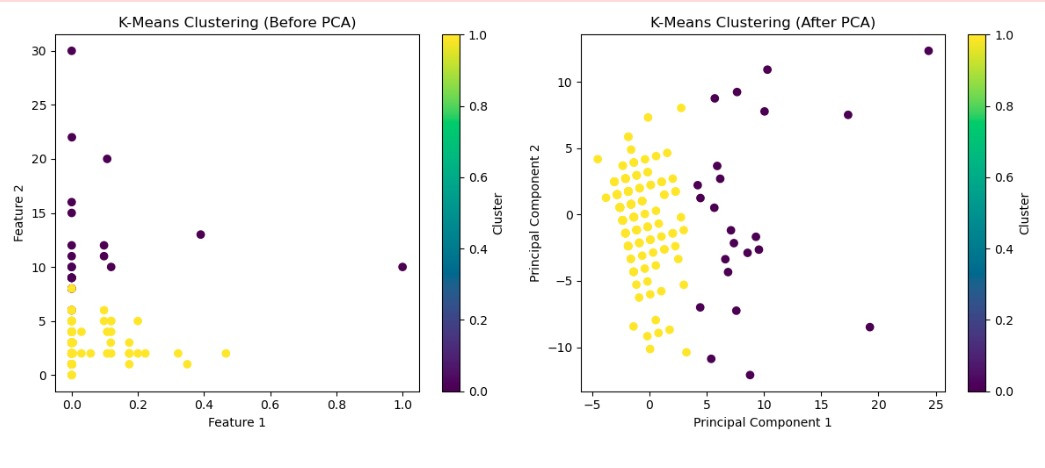 K-Means Clustering (Before PCA)
30
25
20
15
10
5
0
Feature 2
0.0 0.2 0.4 0.6 0.8 1.0
Feature 1
1.0
0.8
0.6
0.4
0.2
0.0
Cluster
K-Means Clustering (After PCA)
10
5
0
−5
−10
Principal Component 2
−5 0 5 10 15 20 25
Principal Component 1
1.0
0.8
0.6
0.4
0.2
0.0
Cluster